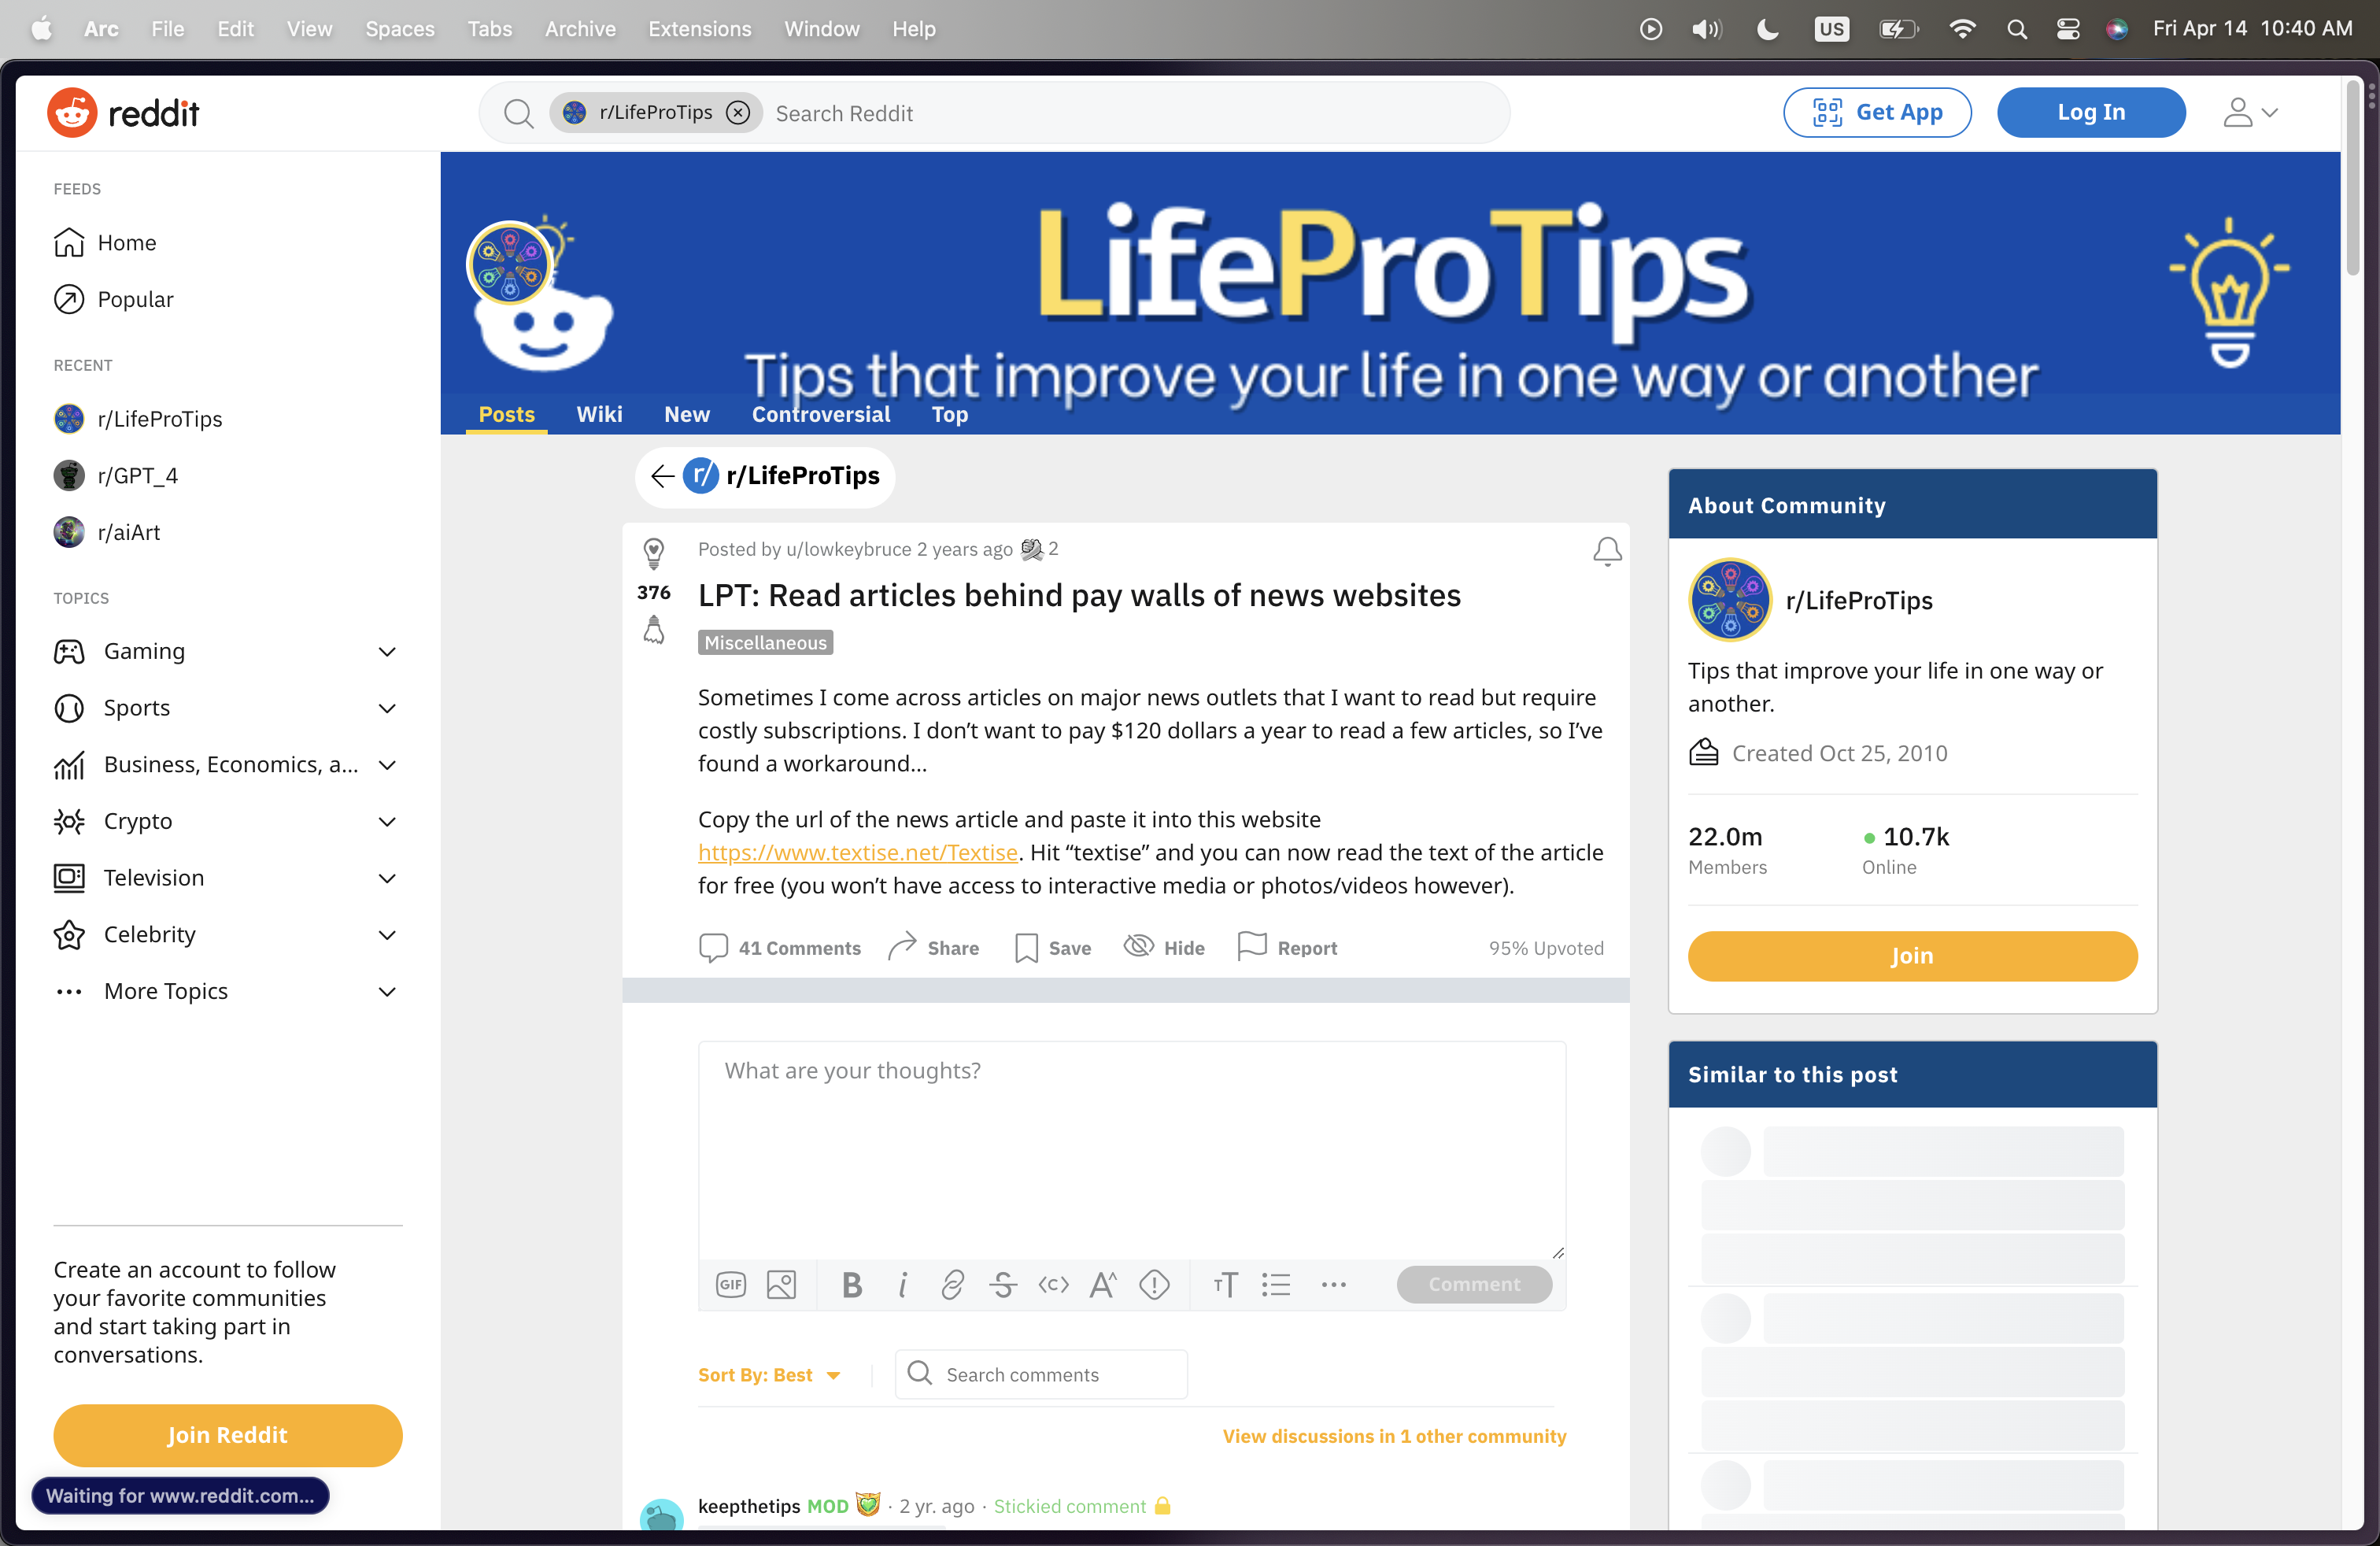 Arc File Edit View Spaces Tabs Archive Extensions Window Help US Fri Apr 14 10:40 AM
reddit r/LifeProTips Search Reddit Get App Log In
FEEDS
Home
Popular
RECENT
r/LifeProTips
r/GPT_4
r/aiArt
TOPICS
Gaming
Sports
Business, Economics, a...
Crypto
Television
Celebrity
More Topics
Create an account to follow
your favorite communities
and start taking part in
conversations.
Join Reddit
Waiting for www.reddit.com...
LifeProTips
Tips that improve your life in one way or another
Posts Wiki New Controversial Top
r/ r/LifeProTips
Posted by u/lowkeybruce 2 years ago 2
376
LPT: Read articles behind pay walls of news websites
Miscellaneous
Sometimes I come across articles on major news outlets that I want to read but require
costly subscriptions. I don’t want to pay $120 dollars a year to read a few articles, so I’ve
found a workaround...
Copy the url of the news article and paste it into this website
https://www.textise.net/Textise. Hit “textise” and you can now read the text of the article
for free (you won’t have access to interactive media or photos/videos however).
41 Comments Share Save Hide Report 95% Upvoted
What are your thoughts?
GIF B i S <c> A^ TT ... Comment
Sort By: Best Search comments
View discussions in 1 other community
keepthetips MOD · 2 yr. ago · Stickied comment
About Community
r/LifeProTips
Tips that improve your life in one way or
another.
Created Oct 25, 2010
22.0m 10.7k
Members Online
Join
Similar to this post